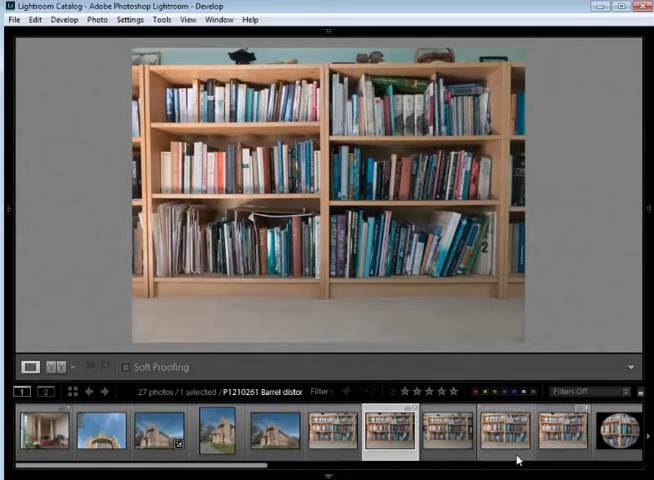 Lightroom Catalog - Adobe Photoshop Lightroom - Develop
File Edit Develop Photo Settings Tools View Window Help
Soft Proofing
1 2 27 photos / 1 selected / P1210261 Barrel distor Filter : Filters Off